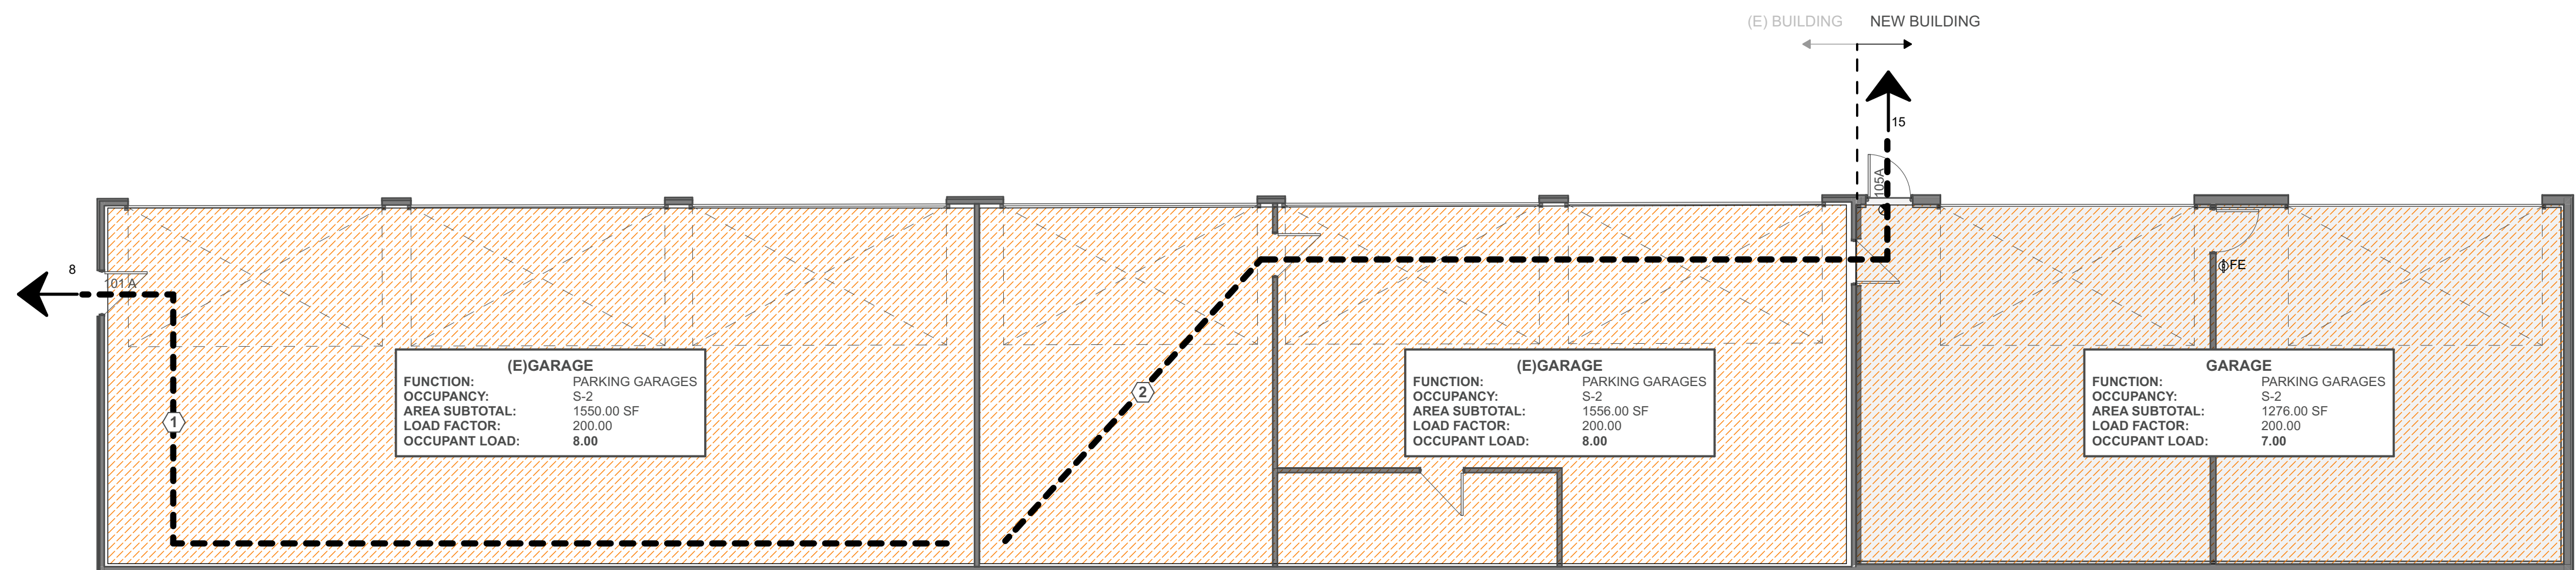 (E) BUILDING NEW BUILDING
15
105A
8
101 A
FE
(E)GARAGE
FUNCTION: PARKING GARAGES
OCCUPANCY: S-2
AREA SUBTOTAL: 1550.00 SF
LOAD FACTOR: 200.00
OCCUPANT LOAD: 8.00
1
2
(E)GARAGE
FUNCTION: PARKING GARAGES
OCCUPANCY: S-2
AREA SUBTOTAL: 1556.00 SF
LOAD FACTOR: 200.00
OCCUPANT LOAD: 8.00
GARAGE
FUNCTION: PARKING GARAGES
OCCUPANCY: S-2
AREA SUBTOTAL: 1276.00 SF
LOAD FACTOR: 200.00
OCCUPANT LOAD: 7.00